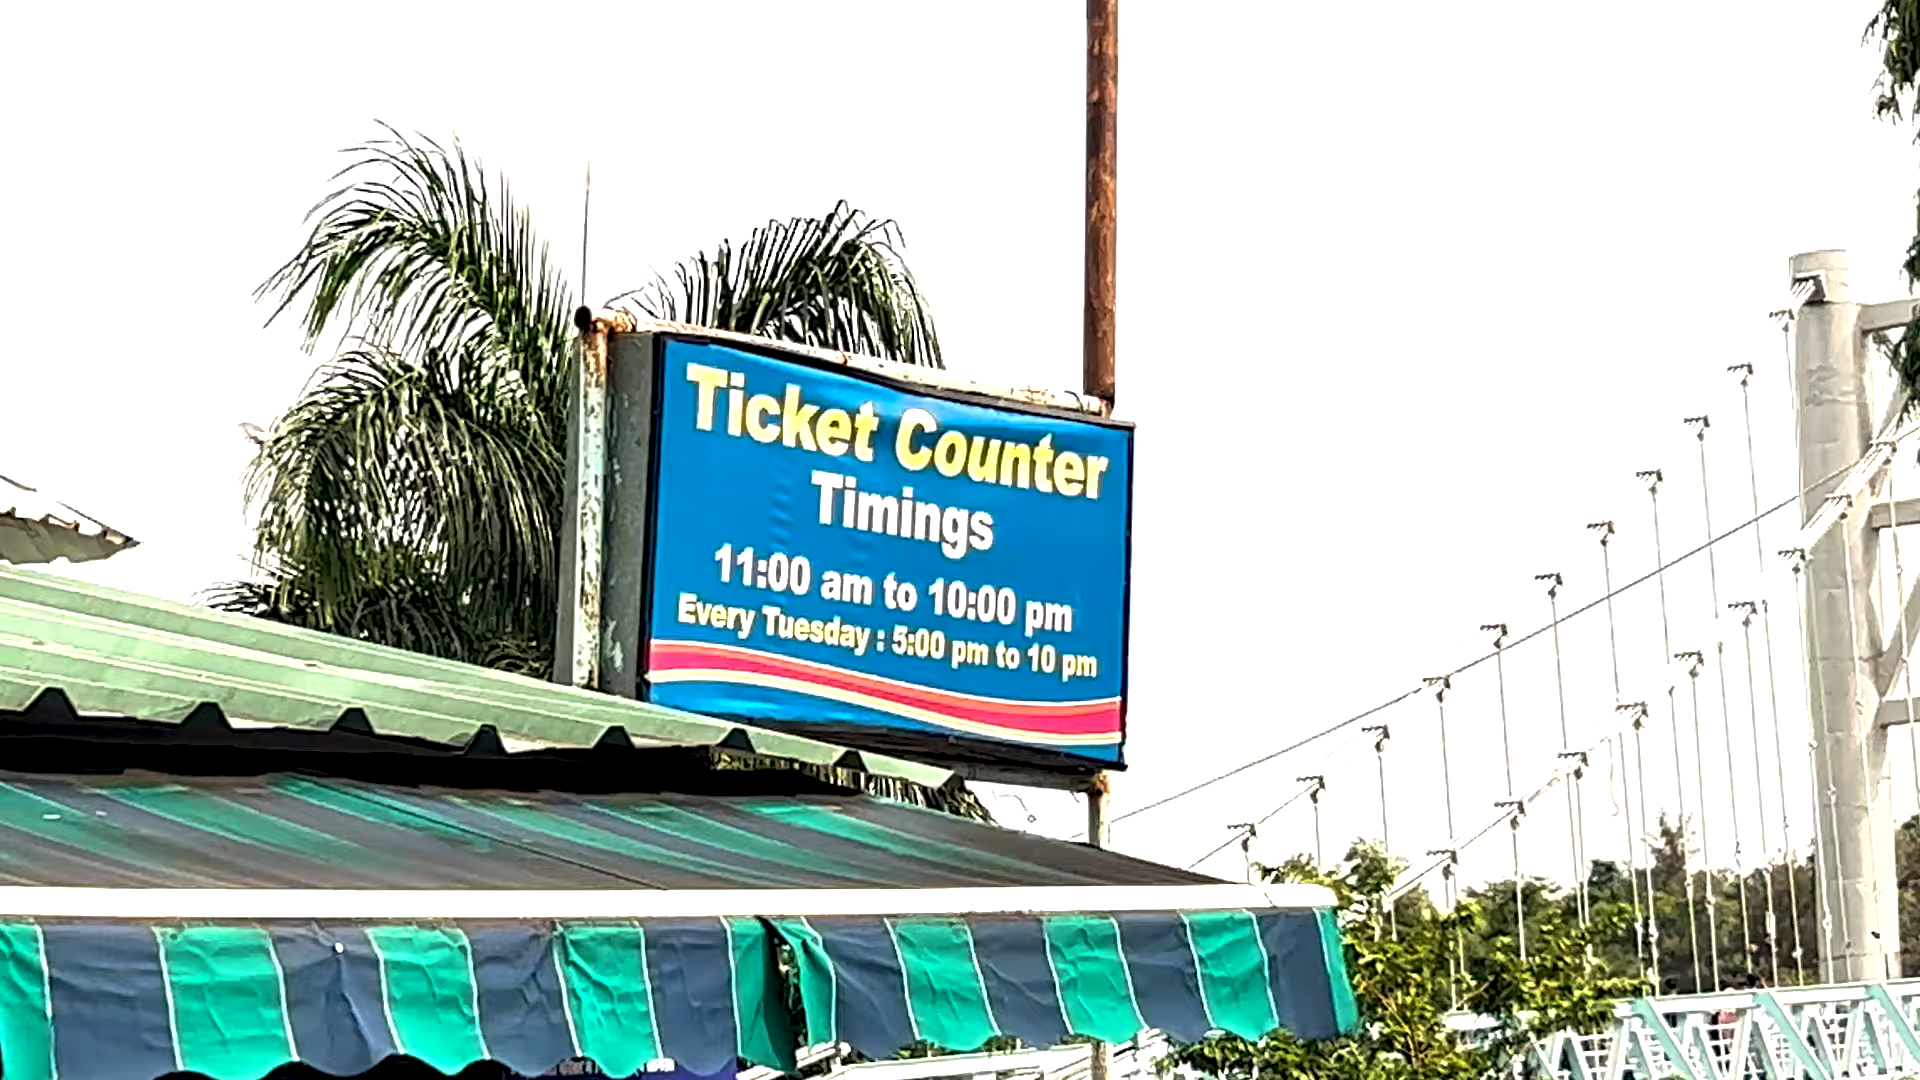 Ticket Counter
Timings
11:00 am to 10:00 pm
Every Tuesday : 5:00 pm to 10 pm